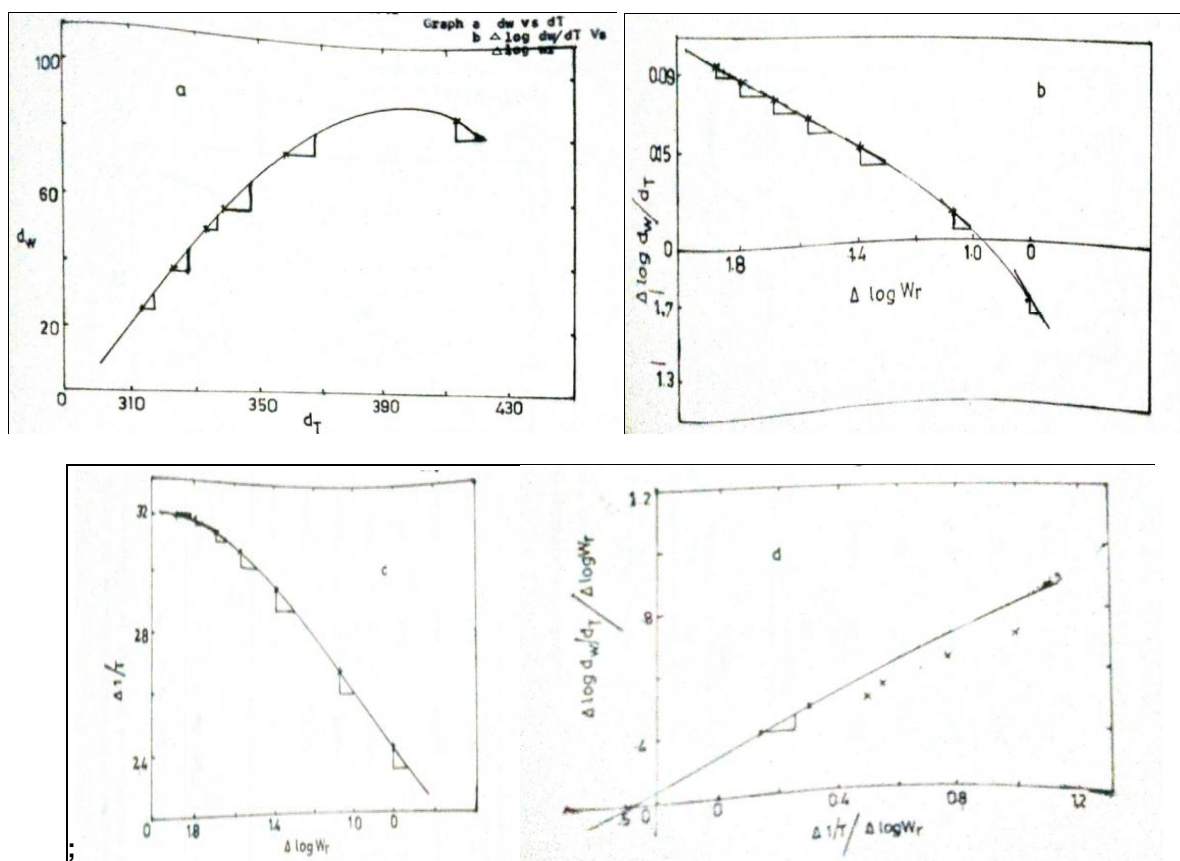 Graph a dw vs dT
b Δ log dw/dT Vs
Δ log wr
a
100
60
20
dw
0 310 350 390 430
dT
b
0.09
0.15
0
1.7
1.3
Δ log dw/dT
1.8 1.4 1.0 0
Δ log Wr
c
32
2.8
2.4
Δ 1/T
0 1.8 1.4 1.0 0
Δ log Wr
d
1.2
.8
.4
0
Δ log dw/dT / Δ log Wr
.5 0 0.4 0.8 1.2
Δ 1/T / Δ log Wr
;